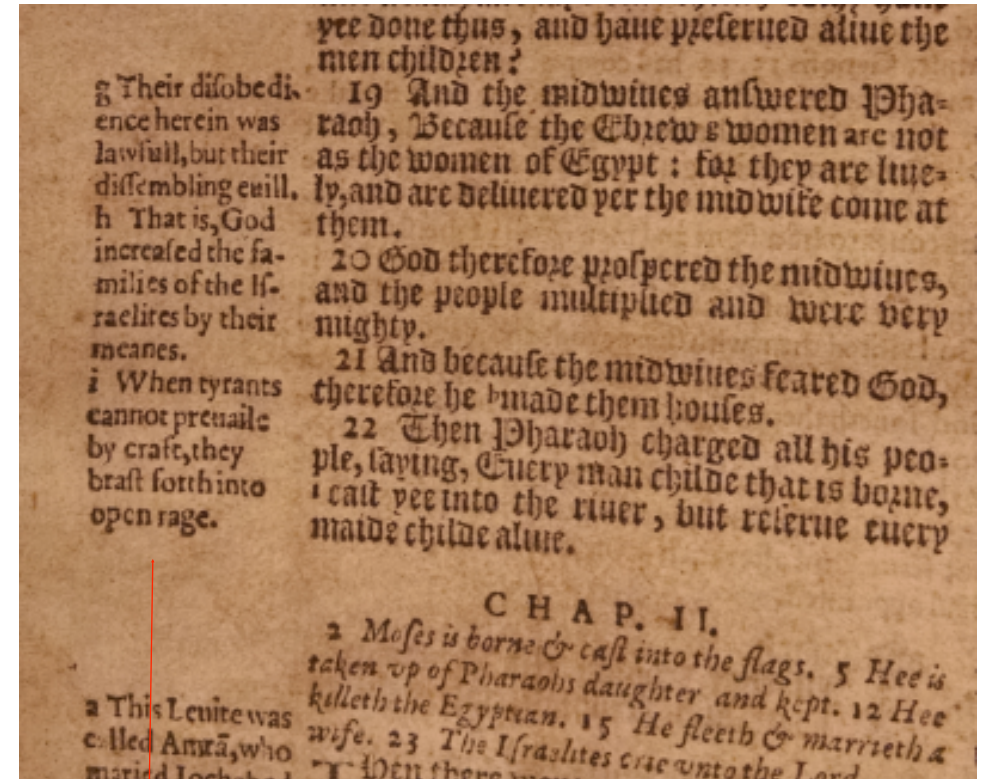 yee done thus, and haue preserued aliue the
men children?
19 And the midwiues answered Pha-
raoh, Because the Ebrewe women are not
as the women of Egypt: for they are liue-
ly, and are deliuered yer the midwife come at
them.
20 God therefore prospered the midwiues,
and the people multiplied and were very
mighty.
21 And because the midwiues feared God,
therefore he h made them houses.
22 Then Pharaoh charged all his peo-
ple, saying, Euery man childe that is borne,
i cast yee into the riuer, but reserue euery
maide childe aliue.
g Their disobedi-
ence herein was
lawfull, but their
dissembling euill.
h That is, God
increased the fa-
milies of the Is-
raelites by their
meanes.
i When tyrants
cannot preuaile
by craft, they
brast forth into
open rage.
CHAP. II.
2 Moses is borne & cast into the flags. 5 Hee is
taken vp of Pharaohs daughter and kept. 12 Hee
killeth the Egyptian. 15 He fleeth & marrieth a
wife. 23 The Israelites crie vnto the Lord
Then there
a This Leuite was
called Amrã, who
maried